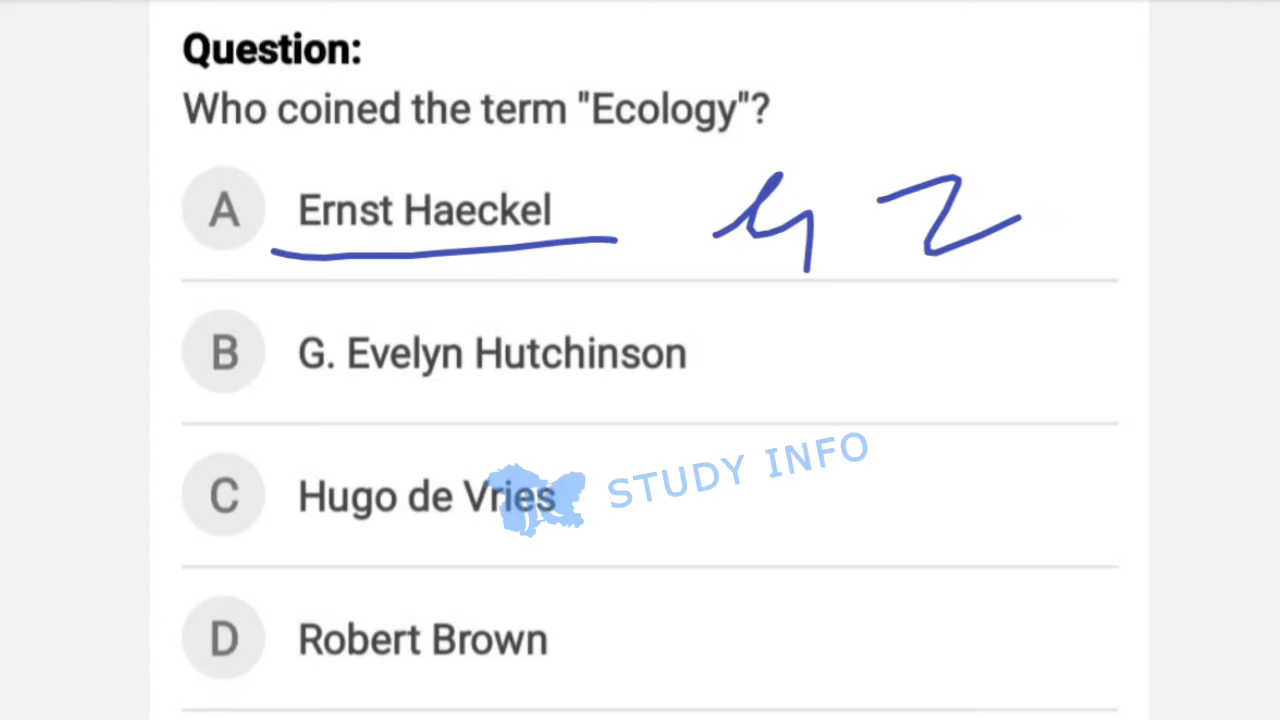 Question:
Who coined the term "Ecology"?
A Ernst Haeckel
B G. Evelyn Hutchinson
C Hugo de Vries
STUDY INFO
D Robert Brown